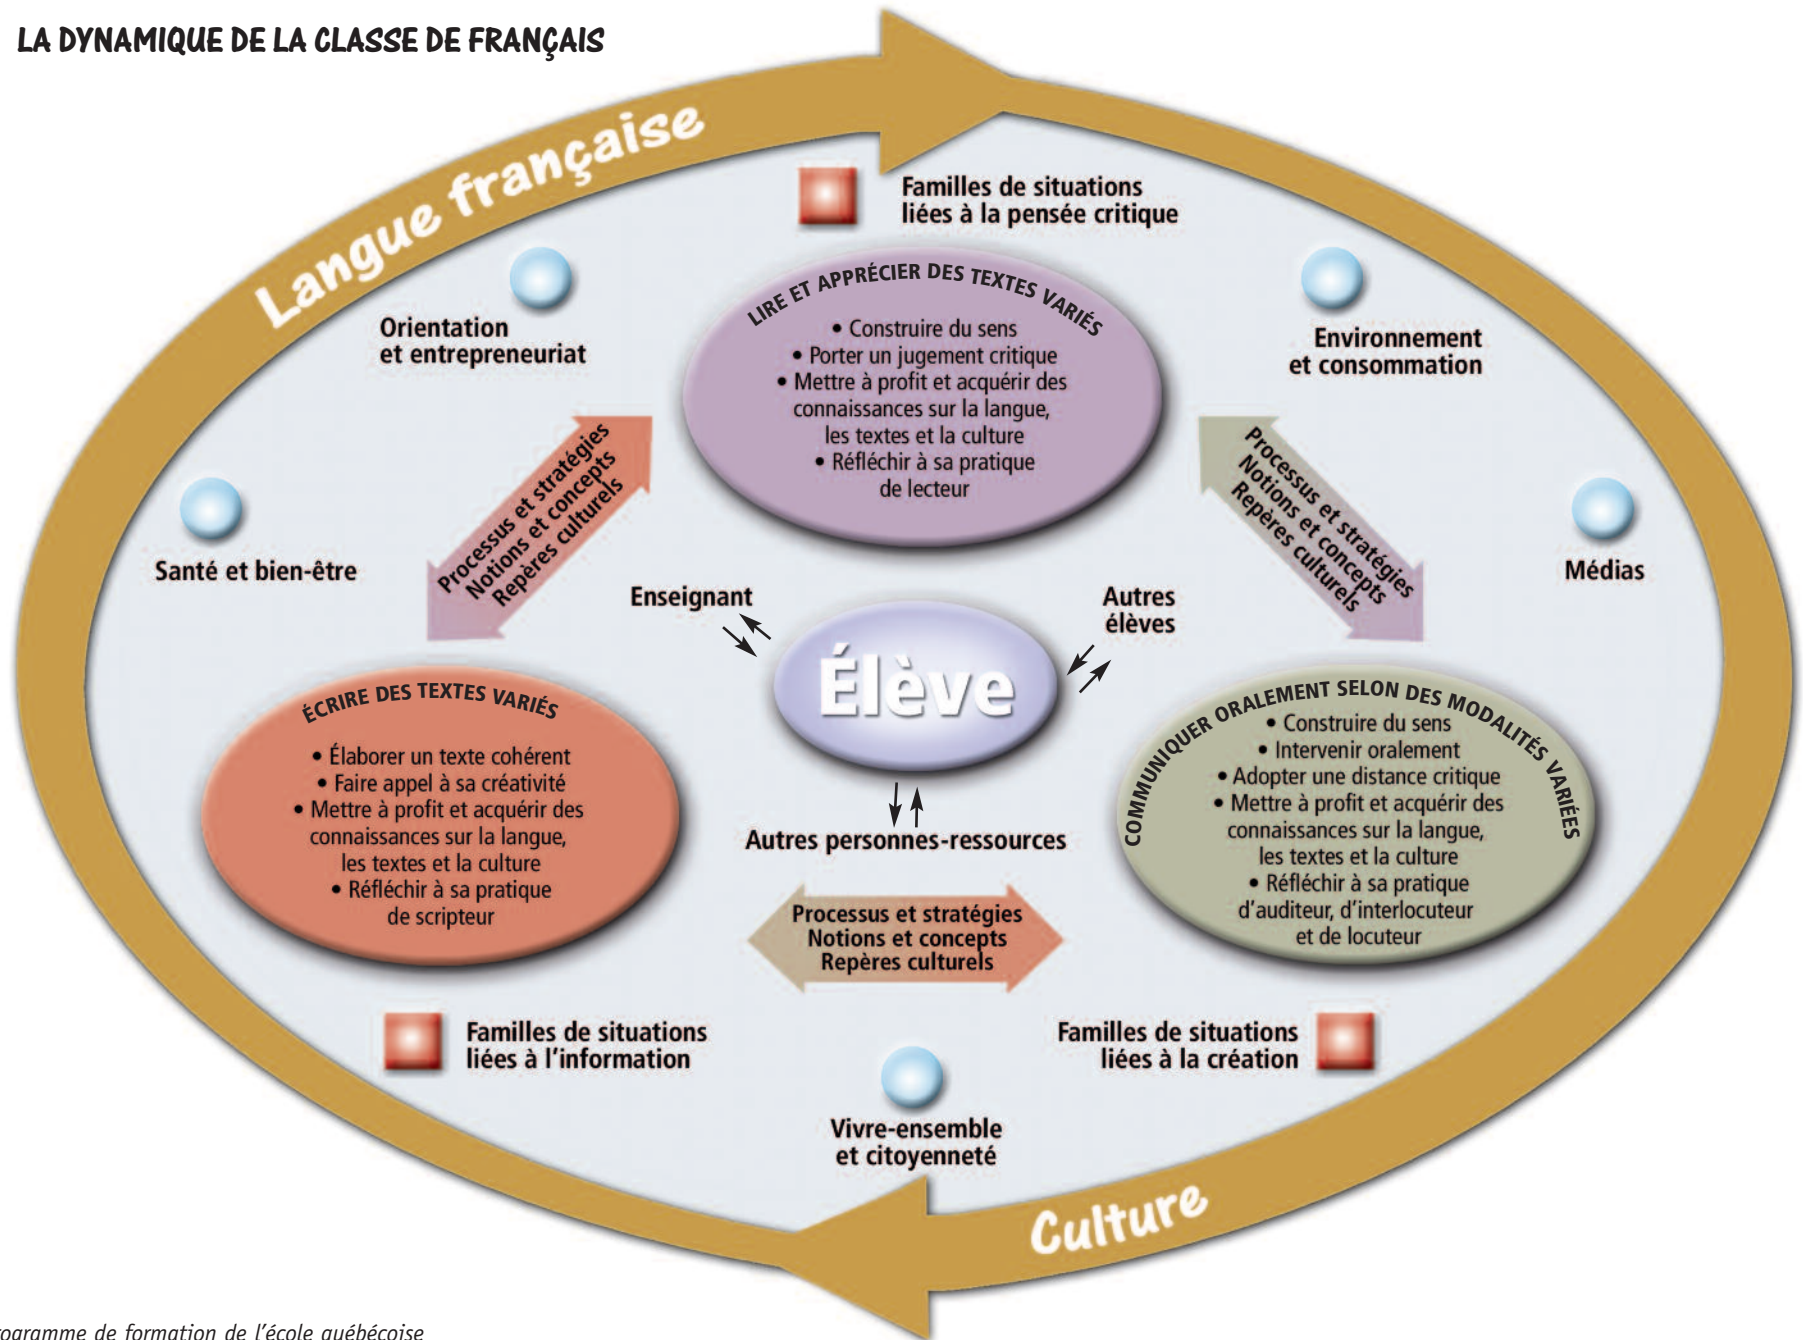 LA DYNAMIQUE DE LA CLASSE DE FRANÇAIS
Langue française
Familles de situations
liées à la pensée critique
Orientation
et entrepreneuriat
Environnement
et consommation
LIRE ET APPRÉCIER DES TEXTES VARIÉS
• Construire du sens
• Porter un jugement critique
• Mettre à profit et acquérir des
connaissances sur la langue,
les textes et la culture
• Réfléchir à sa pratique
de lecteur
Processus et stratégies
Notions et concepts
Repères culturels
Processus et stratégies
Notions et concepts
Repères culturels
Santé et bien-être
Médias
Enseignant
Autres
élèves
Élève
Autres personnes-ressources
ÉCRIRE DES TEXTES VARIÉS
• Élaborer un texte cohérent
• Faire appel à sa créativité
• Mettre à profit et acquérir des
connaissances sur la langue,
les textes et la culture
• Réfléchir à sa pratique
de scripteur
COMMUNIQUER ORALEMENT SELON DES MODALITÉS VARIÉES
• Construire du sens
• Intervenir oralement
• Adopter une distance critique
• Mettre à profit et acquérir des
connaissances sur la langue,
les textes et la culture
• Réfléchir à sa pratique
d'auditeur, d'interlocuteur
et de locuteur
Processus et stratégies
Notions et concepts
Repères culturels
Familles de situations
liées à l'information
Familles de situations
liées à la création
Vivre-ensemble
et citoyenneté
Culture
de formation de l'école québécoise